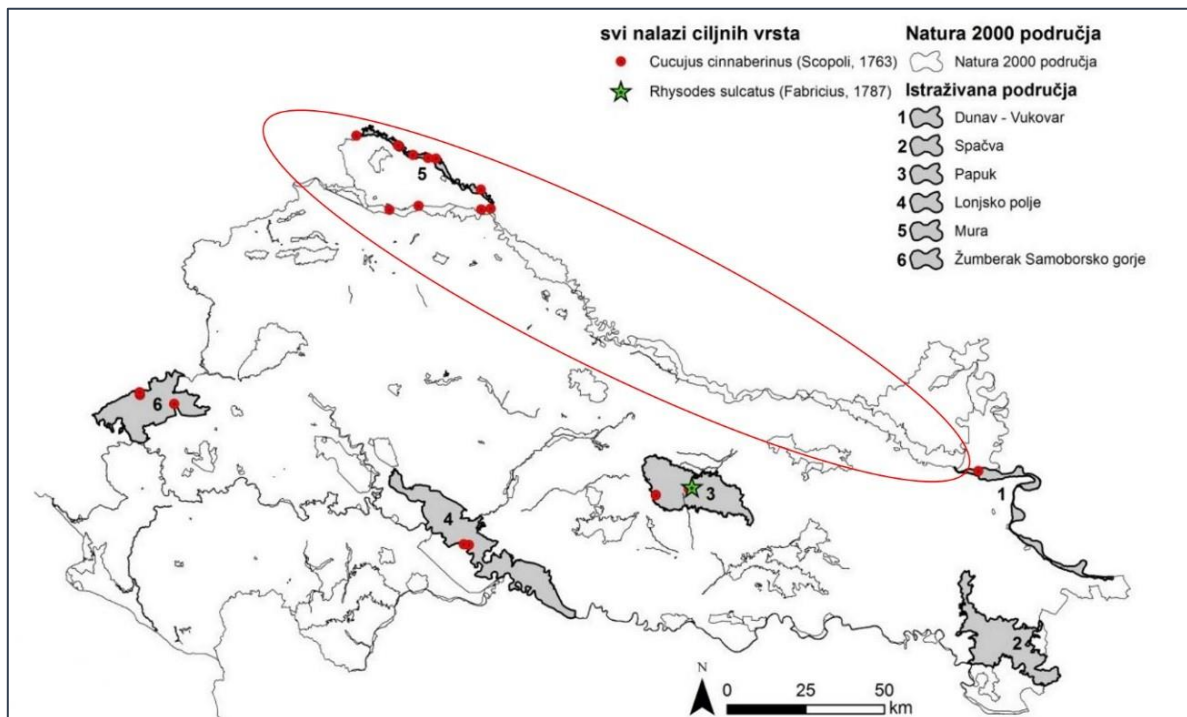 svi nalazi ciljnih vrsta
Cucujus cinnaberinus (Scopoli, 1763)
Rhysodes sulcatus (Fabricius, 1787)
Natura 2000 područja
Natura 2000 područja
Istraživana područja
1 Dunav - Vukovar
2 Spačva
3 Papuk
4 Lonjsko polje
5 Mura
6 Žumberak Samoborsko gorje
5
6
3
4
1
2
N
0 25 50
km